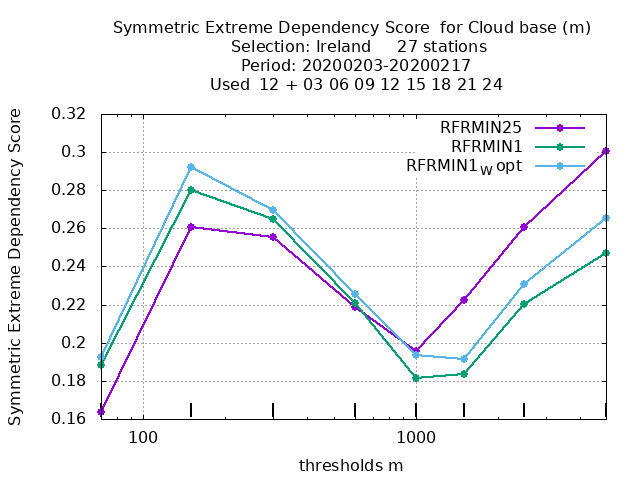 Symmetric Extreme Dependency Score  for Cloud base (m)
Selection: Ireland     27 stations
Period: 20200203-20200217
Used  12 + 03 06 09 12 15 18 21 24
Symmetric Extreme Dependency Score
0.32
0.3
0.28
0.26
0.24
0.22
0.2
0.18
0.16
RFRMIN25
RFRMIN1
RFRMIN1W opt
100
1000
thresholds m